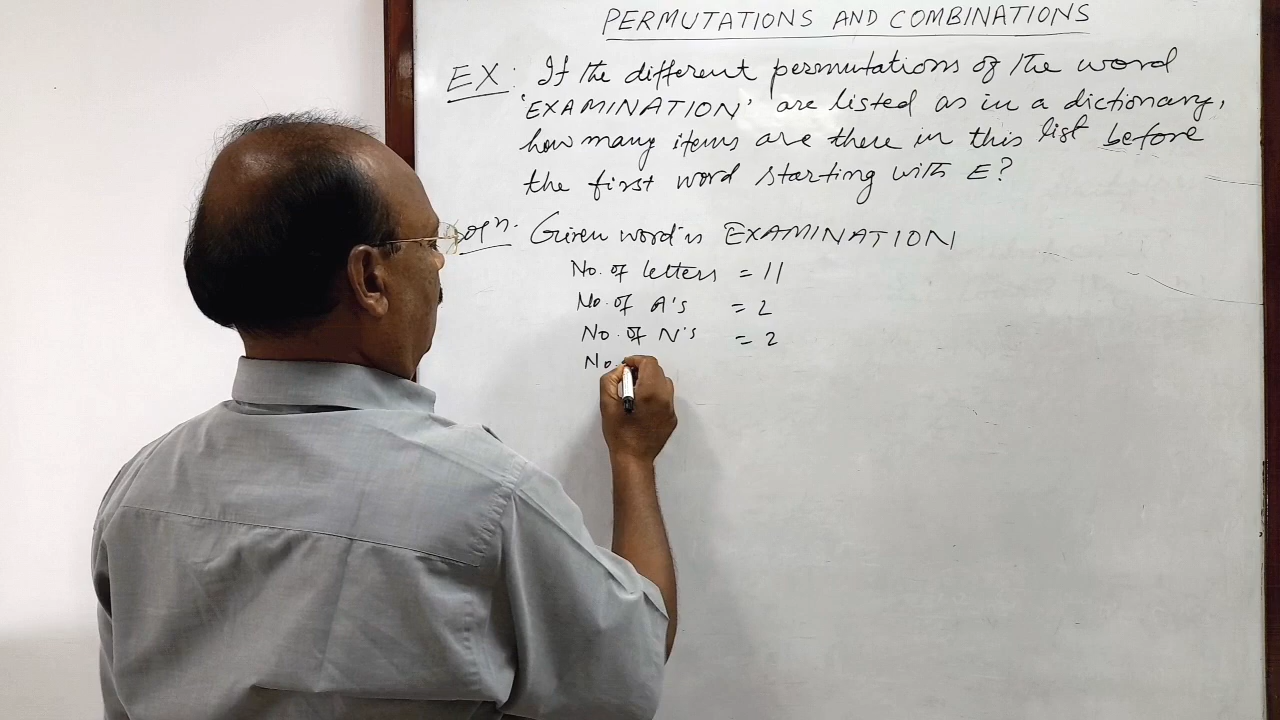 PERMUTATIONS AND COMBINATIONS
EX: If the different permutations of the word
'EXAMINATION' are listed as in a dictionary,
how many items are there in this list before
the first word starting with E?
oln. Given word is EXAMINATION
No. of letters = 11
No. of A's = 2
No. of N's = 2
No.